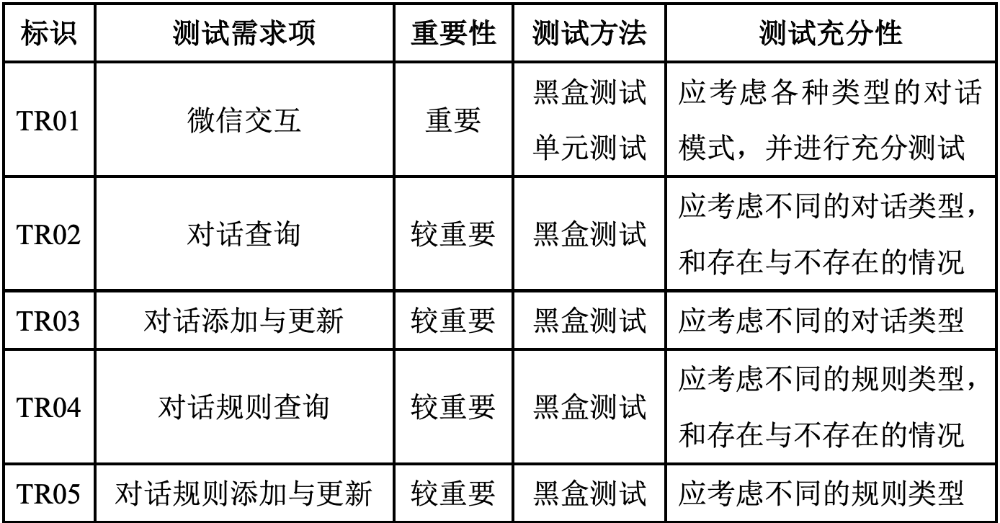 标识 测试需求项 重要性 测试方法 测试充分性
TR01 微信交互 重要 黑盒测试 单元测试 应考虑各种类型的对话模式，并进行充分测试
TR02 对话查询 较重要 黑盒测试 应考虑不同的对话类型，和存在与不存在的情况
TR03 对话添加与更新 较重要 黑盒测试 应考虑不同的对话类型
TR04 对话规则查询 较重要 黑盒测试 应考虑不同的规则类型，和存在与不存在的情况
TR05 对话规则添加与更新 较重要 黑盒测试 应考虑不同的规则类型